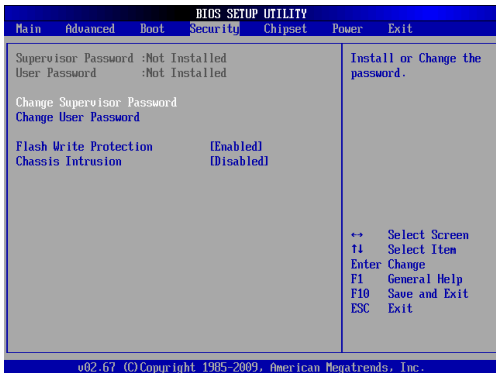 BIOS SETUP UTILITY
Main Advanced Boot Security Chipset Power Exit
Supervisor Password :Not Installed
User Password :Not Installed
Change Supervisor Password
Change User Password
Flash Write Protection [Enabled]
Chassis Intrusion [Disabled]
Install or Change the
password.
↔ Select Screen
↑↓ Select Item
Enter Change
F1 General Help
F10 Save and Exit
ESC Exit
v02.67 (C)Copyright 1985-2009, American Megatrends, Inc.